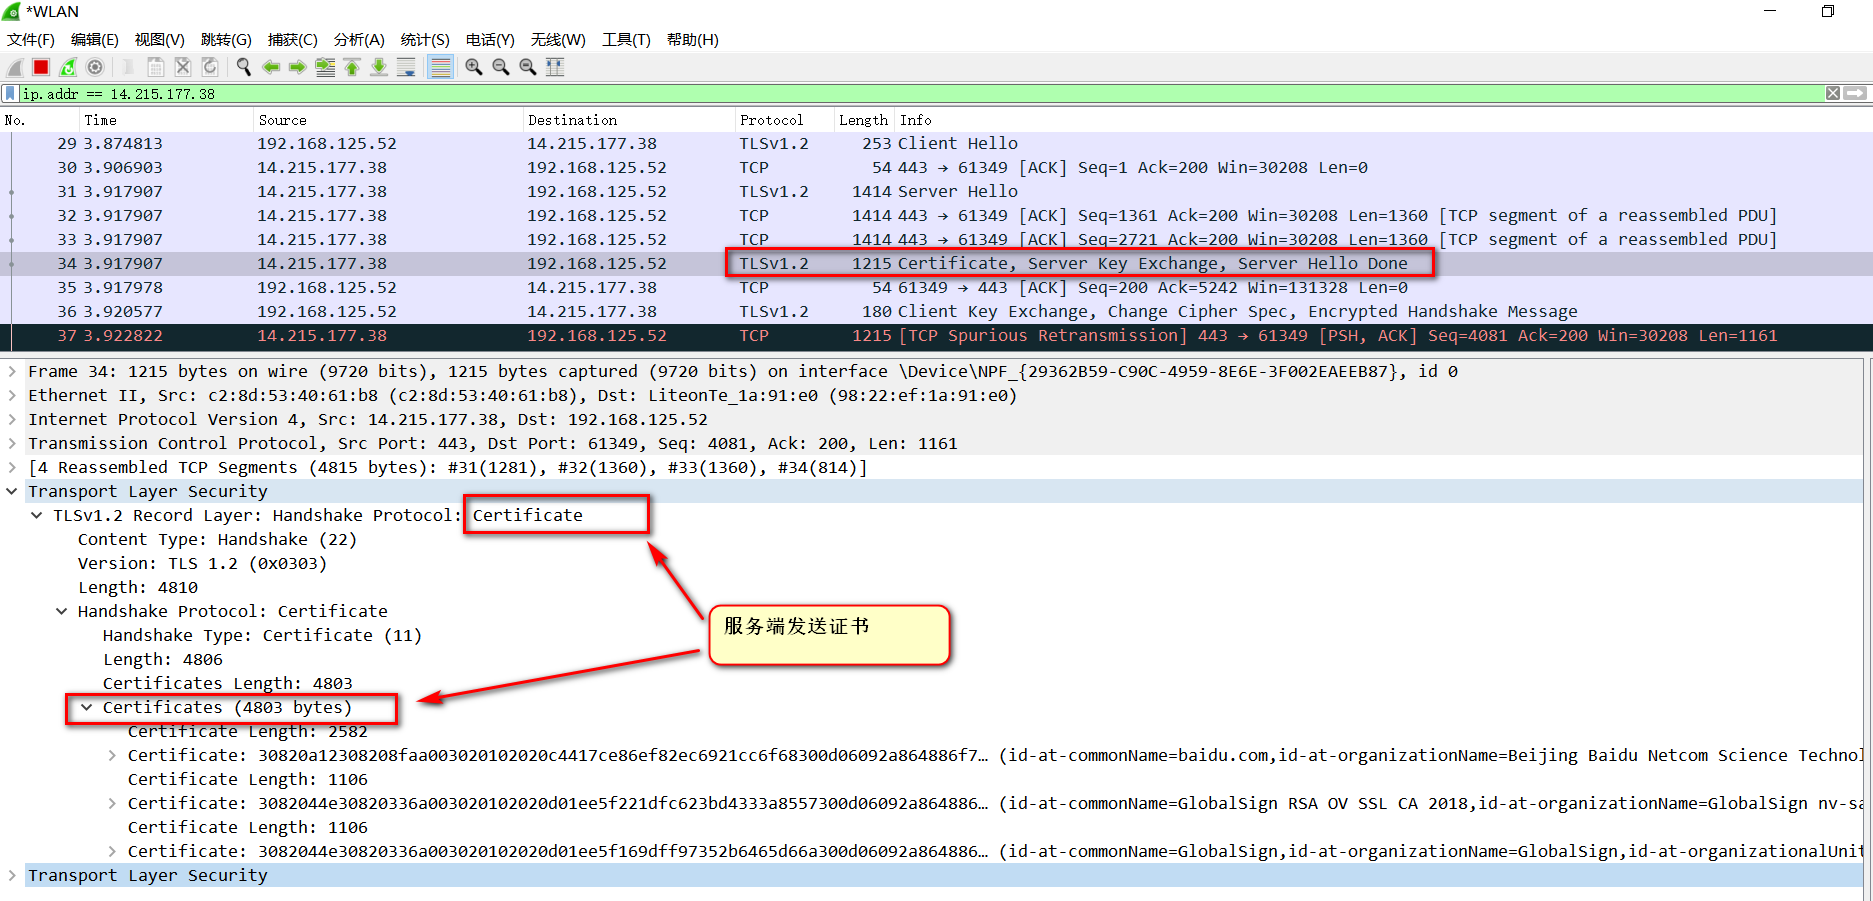 *WLAN
文件(F) 编辑(E) 视图(V) 跳转(G) 捕获(C) 分析(A) 统计(S) 电话(Y) 无线(W) 工具(T) 帮助(H)
ip.addr == 14.215.177.38
No. Time Source Destination Protocol Length Info
29 3.874813 192.168.125.52 14.215.177.38 TLSv1.2 253 Client Hello
30 3.906903 14.215.177.38 192.168.125.52 TCP 54 443 → 61349 [ACK] Seq=1 Ack=200 Win=30208 Len=0
31 3.917907 14.215.177.38 192.168.125.52 TLSv1.2 1414 Server Hello
32 3.917907 14.215.177.38 192.168.125.52 TCP 1414 443 → 61349 [ACK] Seq=1361 Ack=200 Win=30208 Len=1360 [TCP segment of a reassembled PDU]
33 3.917907 14.215.177.38 192.168.125.52 TCP 1414 443 → 61349 [ACK] Seq=2721 Ack=200 Win=30208 Len=1360 [TCP segment of a reassembled PDU]
34 3.917907 14.215.177.38 192.168.125.52 TLSv1.2 1215 Certificate, Server Key Exchange, Server Hello Done
35 3.917978 192.168.125.52 14.215.177.38 TCP 54 61349 → 443 [ACK] Seq=200 Ack=5242 Win=131328 Len=0
36 3.920577 192.168.125.52 14.215.177.38 TLSv1.2 180 Client Key Exchange, Change Cipher Spec, Encrypted Handshake Message
37 3.922822 14.215.177.38 192.168.125.52 TCP 1215 [TCP Spurious Retransmission] 443 → 61349 [PSH, ACK] Seq=4081 Ack=200 Win=30208 Len=1161
Frame 34: 1215 bytes on wire (9720 bits), 1215 bytes captured (9720 bits) on interface \Device\NPF_{29362B59-C90C-4959-8E6E-3F002EAEEB87}, id 0
Ethernet II, Src: c2:8d:53:40:61:b8 (c2:8d:53:40:61:b8), Dst: LiteonTe_1a:91:e0 (98:22:ef:1a:91:e0)
Internet Protocol Version 4, Src: 14.215.177.38, Dst: 192.168.125.52
Transmission Control Protocol, Src Port: 443, Dst Port: 61349, Seq: 4081, Ack: 200, Len: 1161
[4 Reassembled TCP Segments (4815 bytes): #31(1281), #32(1360), #33(1360), #34(814)]
Transport Layer Security
TLSv1.2 Record Layer: Handshake Protocol: Certificate
Content Type: Handshake (22)
Version: TLS 1.2 (0x0303)
Length: 4810
Handshake Protocol: Certificate
服务端发送证书
Handshake Type: Certificate (11)
Length: 4806
Certificates Length: 4803
Certificates (4803 bytes)
Certificate Length: 2582
Certificate: 30820a12308208faa003020102020c4417ce86ef82ec6921cc6f68300d06092a864886f7… (id-at-commonName=baidu.com,id-at-organizationName=Beijing Baidu Netcom Science Technol
Certificate Length: 1106
Certificate: 3082044e30820336a003020102020d01ee5f221dfc623bd4333a8557300d06092a864886… (id-at-commonName=GlobalSign RSA OV SSL CA 2018,id-at-organizationName=GlobalSign nv-sa
Certificate Length: 1106
Certificate: 3082044e30820336a003020102020d01ee5f169dff97352b6465d66a300d06092a864886… (id-at-commonName=GlobalSign,id-at-organizationName=GlobalSign,id-at-organizationalUnit
Transport Layer Security